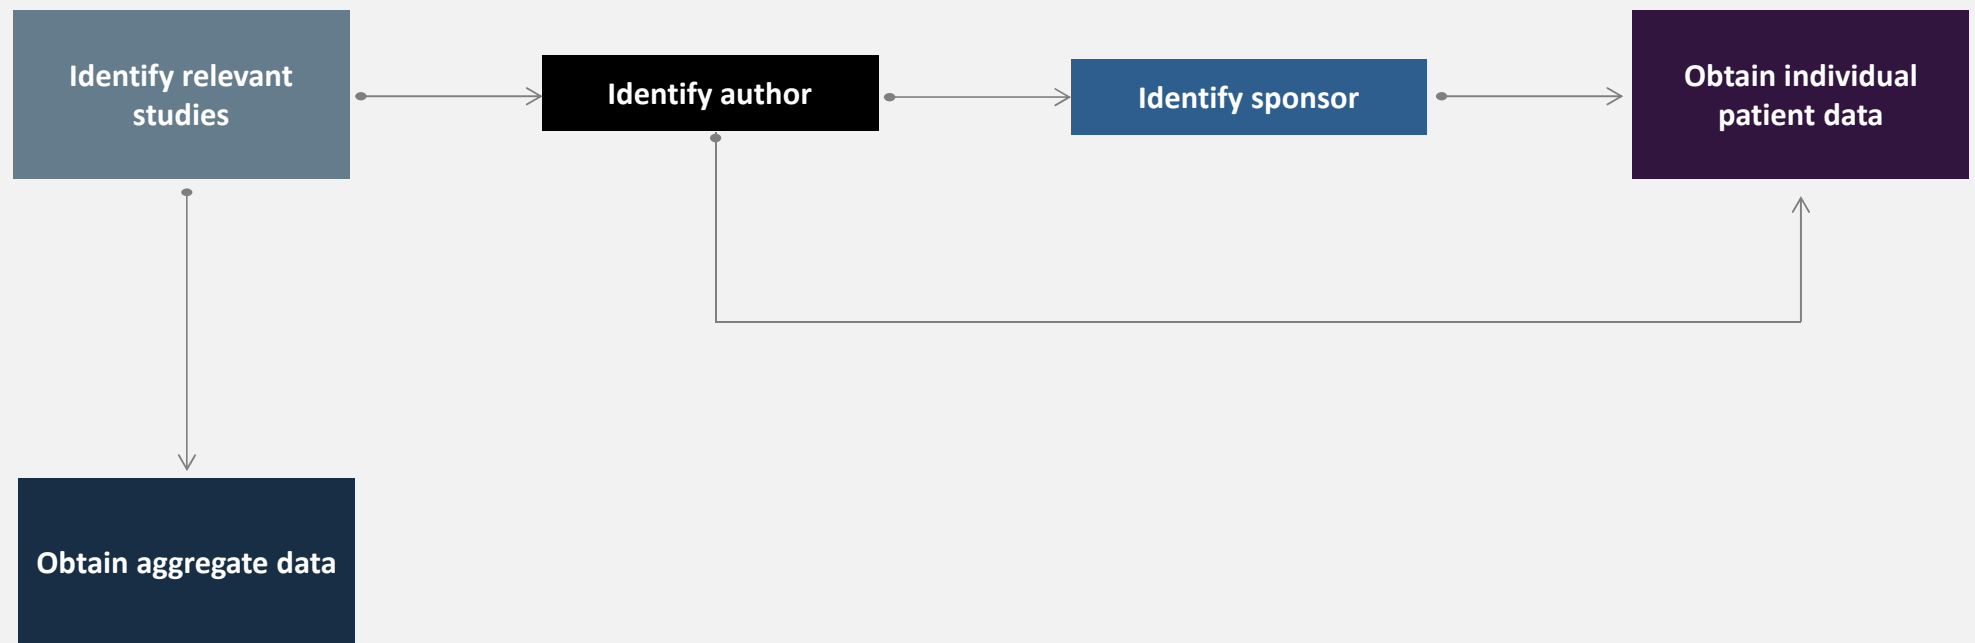 Identify relevant
studies
Identify author
Identify sponsor
Obtain individual
patient data
Obtain aggregate data